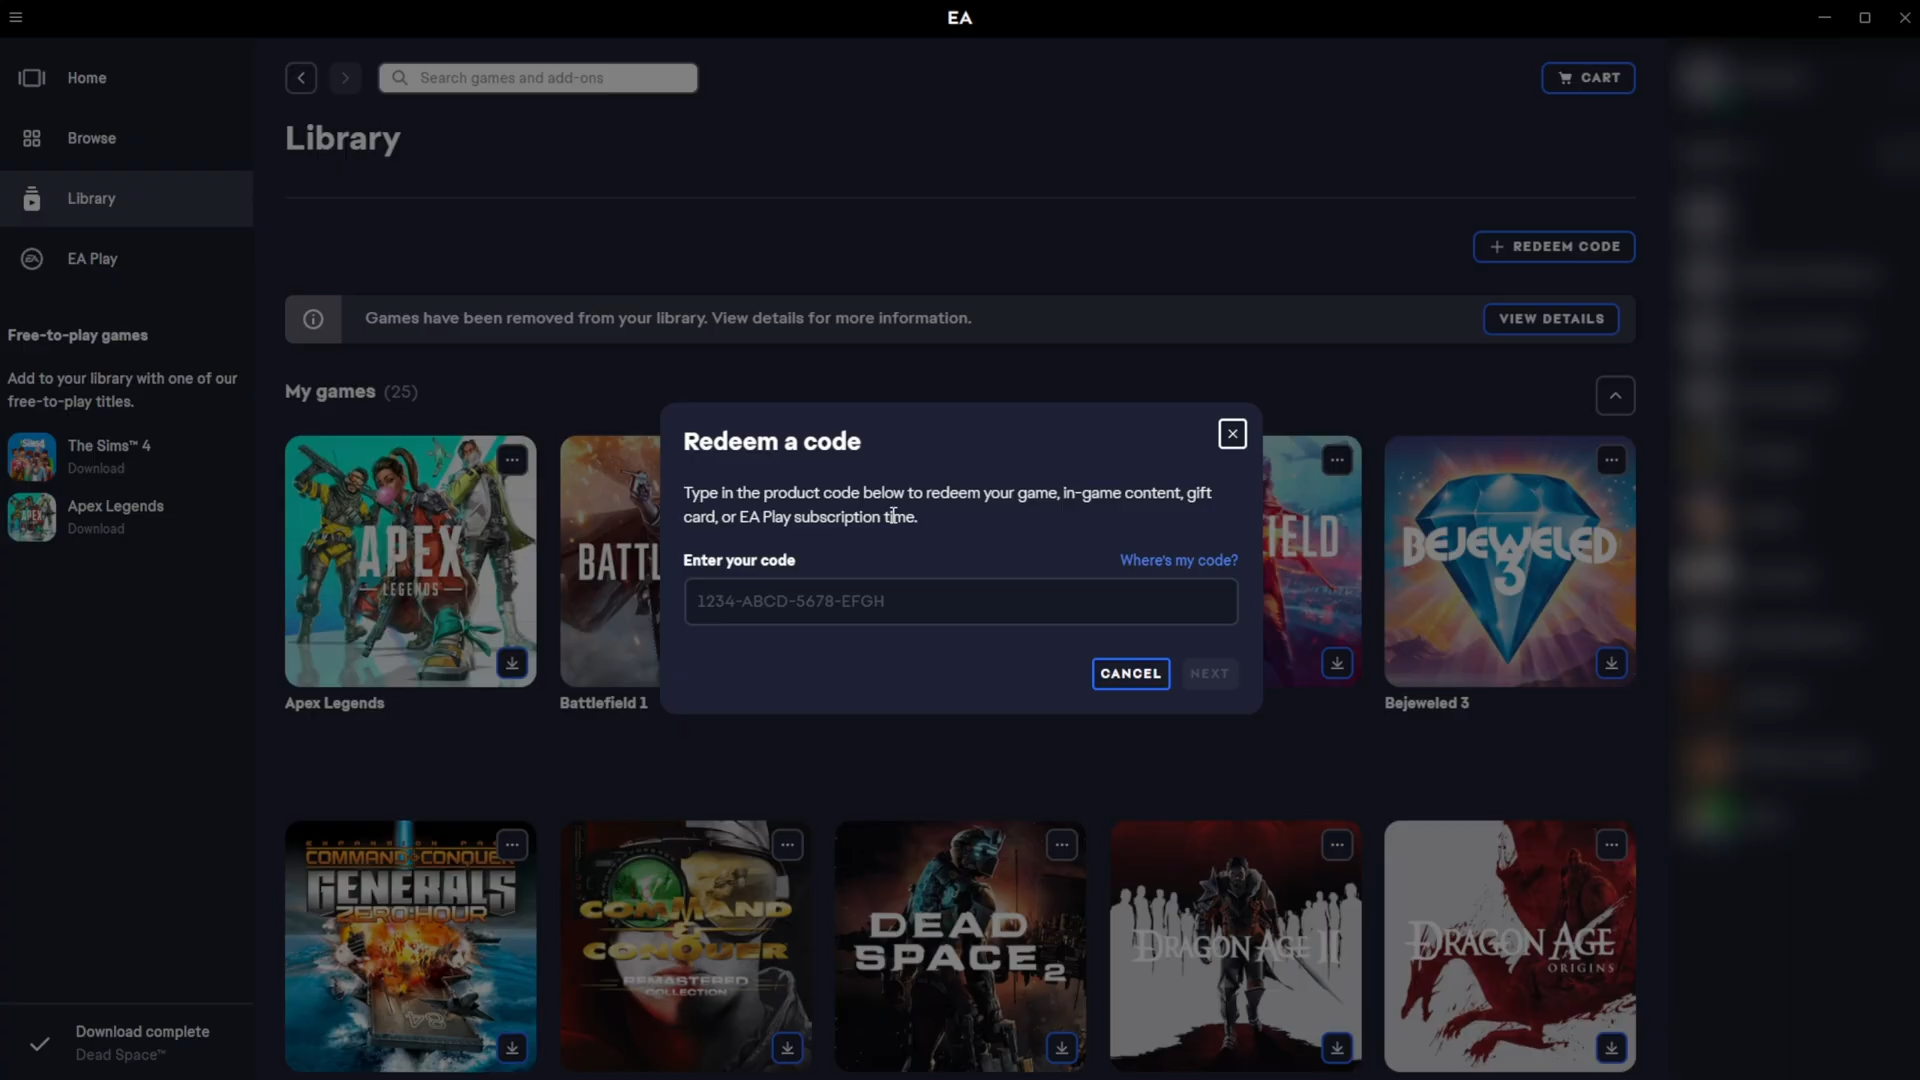 EA
Home
Browse
Library
EA Play
Free-to-play games
Add to your library with one of our
free-to-play titles.
The Sims™ 4
Download
Apex Legends
Download
Download complete
Dead Space™
Search games and add-ons
CART
Library
REDEEM CODE
Games have been removed from your library. View details for more information.
VIEW DETAILS
My games (25)
Redeem a code
Type in the product code below to redeem your game, in-game content, gift
card, or EA Play subscription time.
Enter your code
Where's my code?
1234-ABCD-5678-EFGH
CANCEL
NEXT
APEX
LEGENDS
BATTL
IELD
BEJEWELED
3
Apex Legends
Battlefield 1
Bejeweled 3
EXPANSION PACK
COMMAND & CONQUER
GENERALS
ZERO:HOUR
COMMAND
& CONQUER
REMASTERED
COLLECTION
DEAD
SPACE 2
DRAGON AGE II
DRAGON AGE
ORIGINS